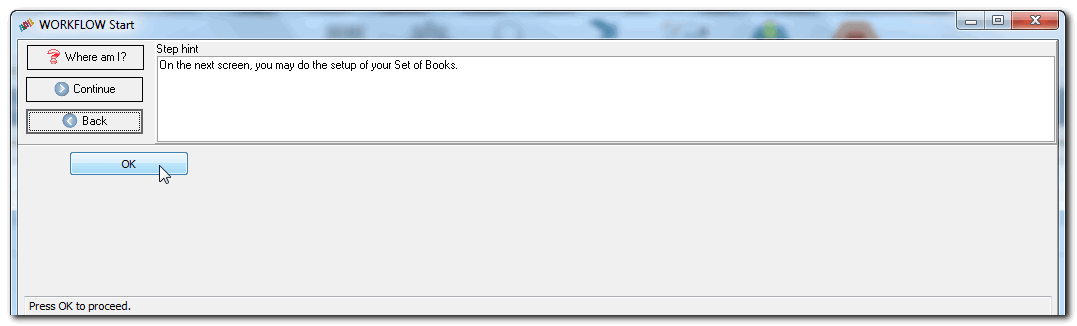 WORKFLOW Start
Where am I?
Step hint
On the next screen, you may do the setup of your Set of Books.
Continue
Back
OK
Press OK to proceed.